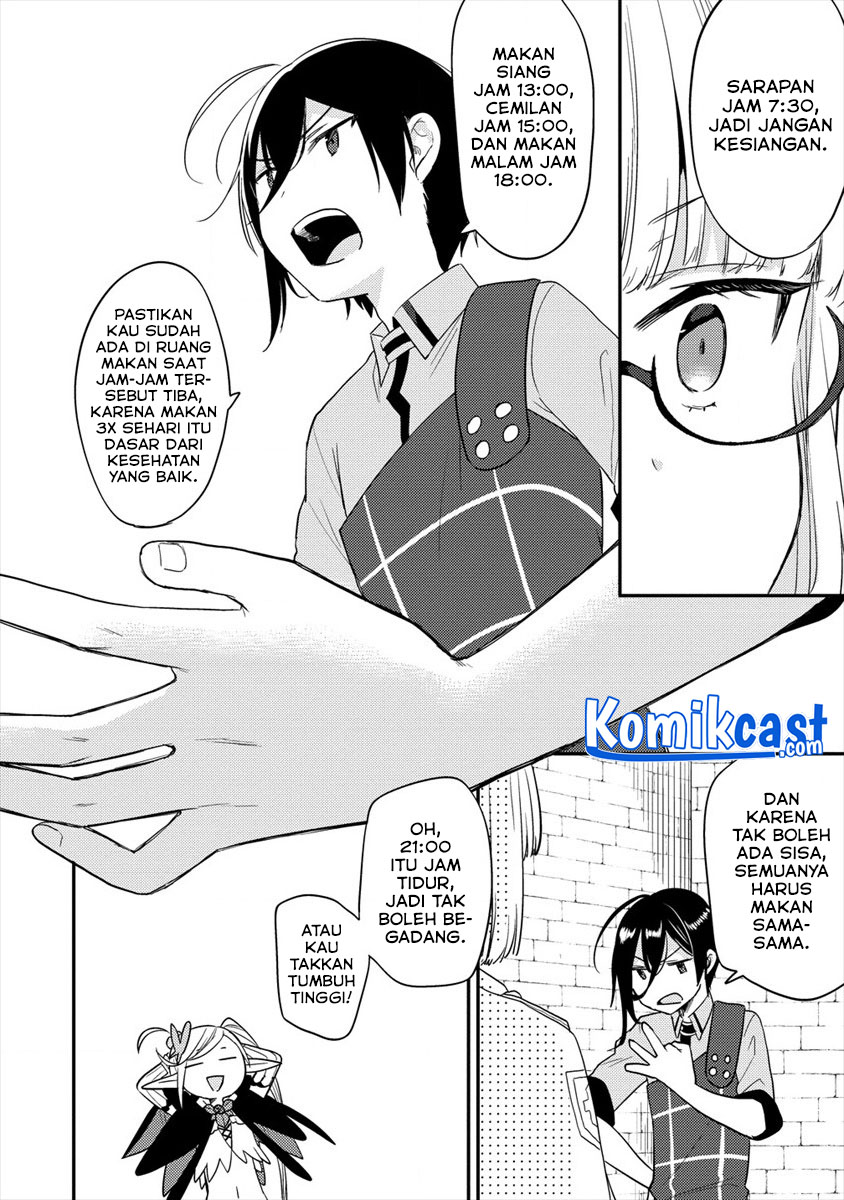 SARAPAN
JAM 7:30,
JADI JANGAN
KESIANGAN.
MAKAN
SIANG
JAM 13:00,
CEMILAN
JAM 15:00,
DAN MAKAN
MALAM JAM
18:00.
PASTIKAN
KAU SUDAH
ADA DI RUANG
MAKAN SAAT
JAM-JAM TER-
SEBUT TIBA,
KARENA MAKAN
3X SEHARI ITU
DASAR DARI
KESEHATAN
YANG BAIK.
Komikcast
.com
DAN
KARENA
TAK BOLEH
ADA SISA,
SEMUANYA
HARUS
MAKAN
SAMA-
SAMA.
OH,
21:00
ITU JAM
TIDUR,
JADI TAK
BOLEH BE-
GADANG.
ATAU
KAU
TAKKAN
TUMBUH
TINGGI!